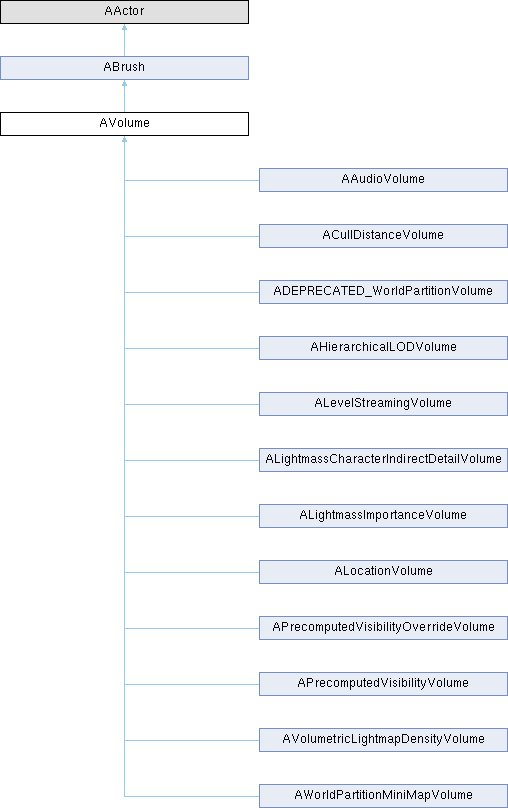 AActor
ABrush
AVolume
AAudioVolume
ACullDistanceVolume
ADEPRECATED_WorldPartitionVolume
AHierarchicalLODVolume
ALevelStreamingVolume
ALightmassCharacterIndirectDetailVolume
ALightmassImportanceVolume
ALocationVolume
APrecomputedVisibilityOverrideVolume
APrecomputedVisibilityVolume
AVolumetricLightmapDensityVolume
AWorldPartitionMiniMapVolume